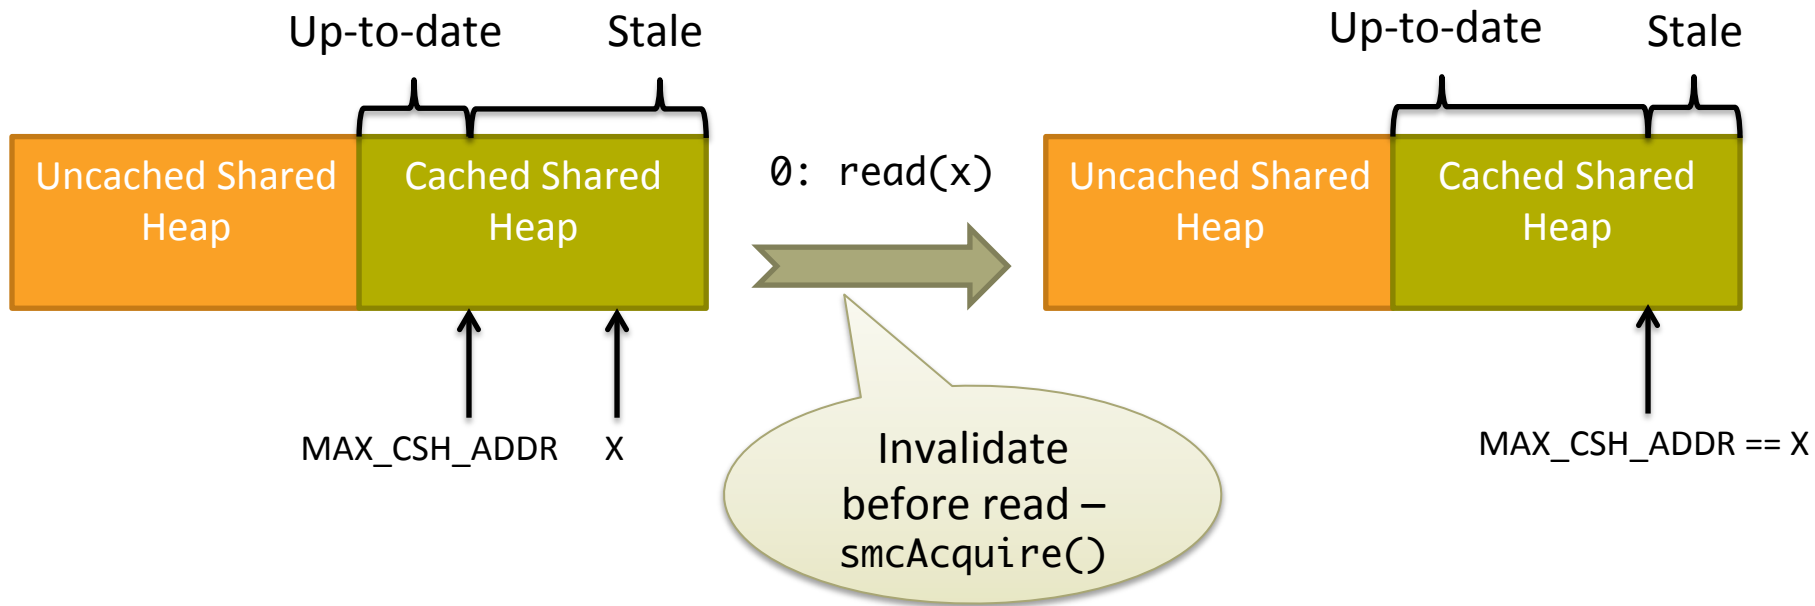 Up-to-date
Stale
Uncached Shared
Heap
Cached Shared
Heap
MAX_CSH_ADDR
X
0: read(x)
Invalidate
before read –
smcAcquire()
Up-to-date
Stale
Uncached Shared
Heap
Cached Shared
Heap
MAX_CSH_ADDR == X